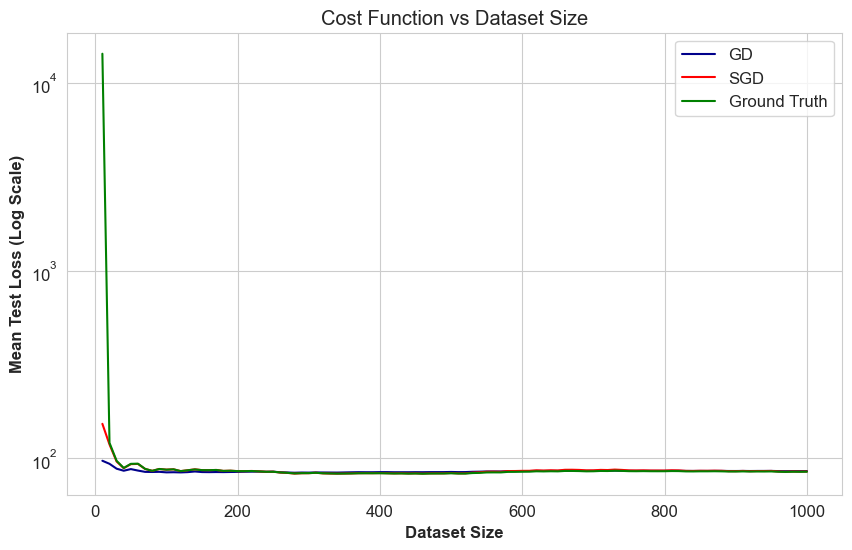 Cost Function vs Dataset Size
GD
SGD
Ground Truth
Mean Test Loss (Log Scale)
10^4
10^3
10^2
0 200 400 600 800 1000
Dataset Size